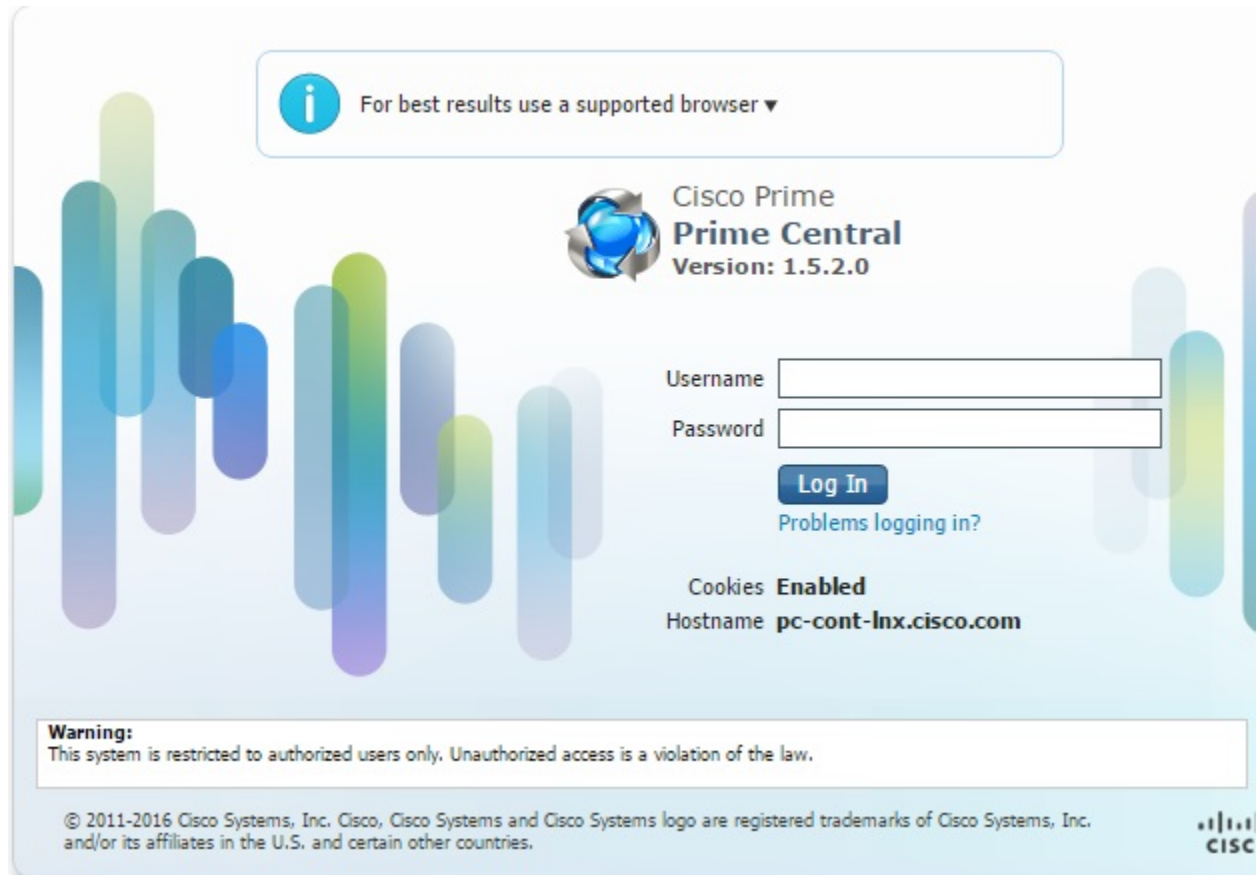 For best results use a supported browser ▾
Cisco Prime
Prime Central
Version: 1.5.2.0
Username
Password
Log In
Problems logging in?
Cookies Enabled
Hostname pc-cont-lnx.cisco.com
Warning:
This system is restricted to authorized users only. Unauthorized access is a violation of the law.
© 2011-2016 Cisco Systems, Inc. Cisco, Cisco Systems and Cisco Systems logo are registered trademarks of Cisco Systems, Inc.
and/or its affiliates in the U.S. and certain other countries.
CISC